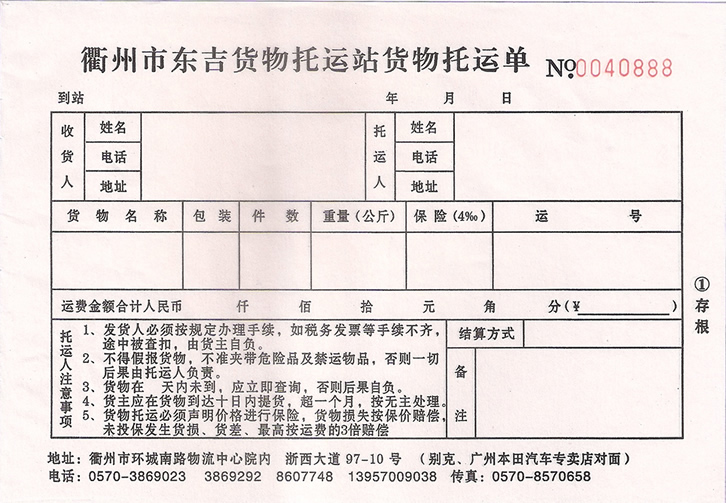 衢州市东吉货物托运站货物托运单 No.0040888
到站 年 月 日
收货人 姓名 托运人 姓名
电话 电话
地址 地址
货物名称 包装 件数 重量(公斤) 保险(4‰) 运号
运费金额合计人民币 仟 佰 拾 元 角 分(¥ )
①存根
托运人注意事项
1、发货人必须按规定办理手续，如税务发票等手续不齐，
途中被查扣，由货主自负。
2、不得假报货物，不准夹带危险品及禁运物品，否则一切
后果由托运人负责。
3、货物在 天内未到，应立即查询，否则后果自负。
4、货主应在货物到达十日内提货，超一个月，按无主处理。
5、货物托运必须声明价格进行保险，货物损失按保价赔偿，
未投保发生货损、货差、最高按运费的3倍赔偿
结算方式
备注
地址：衢州市环城南路物流中心院内 浙西大道97-10号 (别克、广州本田汽车专卖店对面)
电话：0570-3869023 3869292 8607748 13957009038 传真：0570-8570658